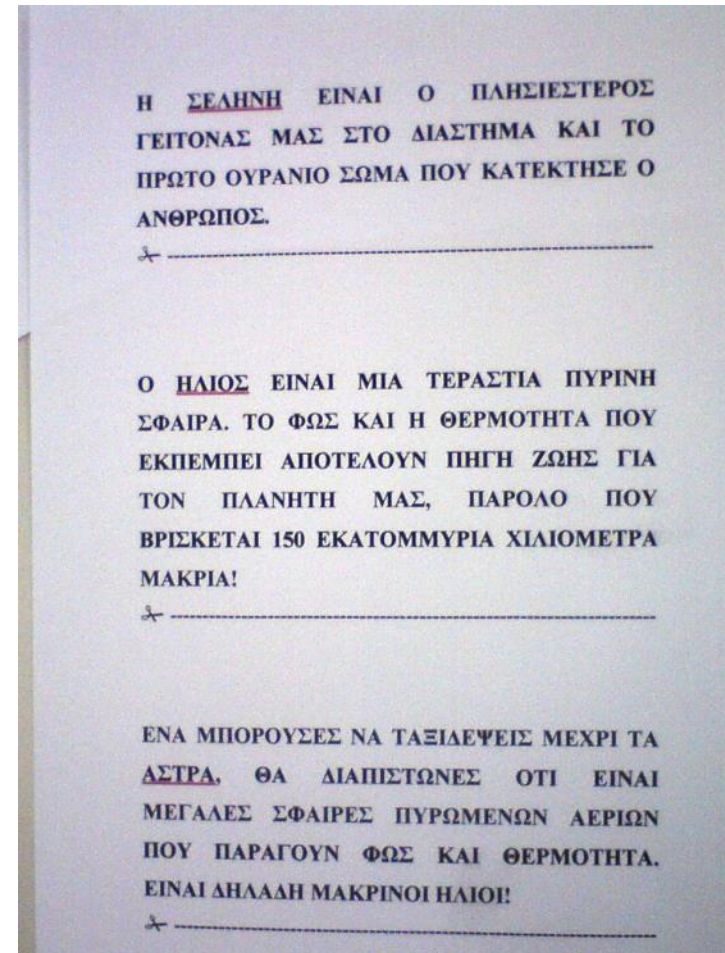 Η ΣΕΛΗΝΗ ΕΙΝΑΙ Ο ΠΛΗΣΙΕΣΤΕΡΟΣ
ΓΕΙΤΟΝΑΣ ΜΑΣ ΣΤΟ ΔΙΑΣΤΗΜΑ ΚΑΙ ΤΟ
ΠΡΩΤΟ ΟΥΡΑΝΙΟ ΣΩΜΑ ΠΟΥ ΚΑΤΕΚΤΗΣΕ Ο
ΑΝΘΡΩΠΟΣ.
Ο ΗΛΙΟΣ ΕΙΝΑΙ ΜΙΑ ΤΕΡΑΣΤΙΑ ΠΥΡΙΝΗ
ΣΦΑΙΡΑ. ΤΟ ΦΩΣ ΚΑΙ Η ΘΕΡΜΟΤΗΤΑ ΠΟΥ
ΕΚΠΕΜΠΕΙ ΑΠΟΤΕΛΟΥΝ ΠΗΓΗ ΖΩΗΣ ΓΙΑ
ΤΟΝ ΠΛΑΝΗΤΗ ΜΑΣ, ΠΑΡΟΛΟ ΠΟΥ
ΒΡΙΣΚΕΤΑΙ 150 ΕΚΑΤΟΜΜΥΡΙΑ ΧΙΛΙΟΜΕΤΡΑ
ΜΑΚΡΙΑ!
ΕΝΑ ΜΠΟΡΟΥΣΕΣ ΝΑ ΤΑΞΙΔΕΨΕΙΣ ΜΕΧΡΙ ΤΑ
ΑΣΤΡΑ, ΘΑ ΔΙΑΠΙΣΤΩΝΕΣ ΟΤΙ ΕΙΝΑΙ
ΜΕΓΑΛΕΣ ΣΦΑΙΡΕΣ ΠΥΡΩΜΕΝΩΝ ΑΕΡΙΩΝ
ΠΟΥ ΠΑΡΑΓΟΥΝ ΦΩΣ ΚΑΙ ΘΕΡΜΟΤΗΤΑ.
ΕΙΝΑΙ ΔΗΛΑΔΗ ΜΑΚΡΙΝΟΙ ΗΛΙΟΙ!